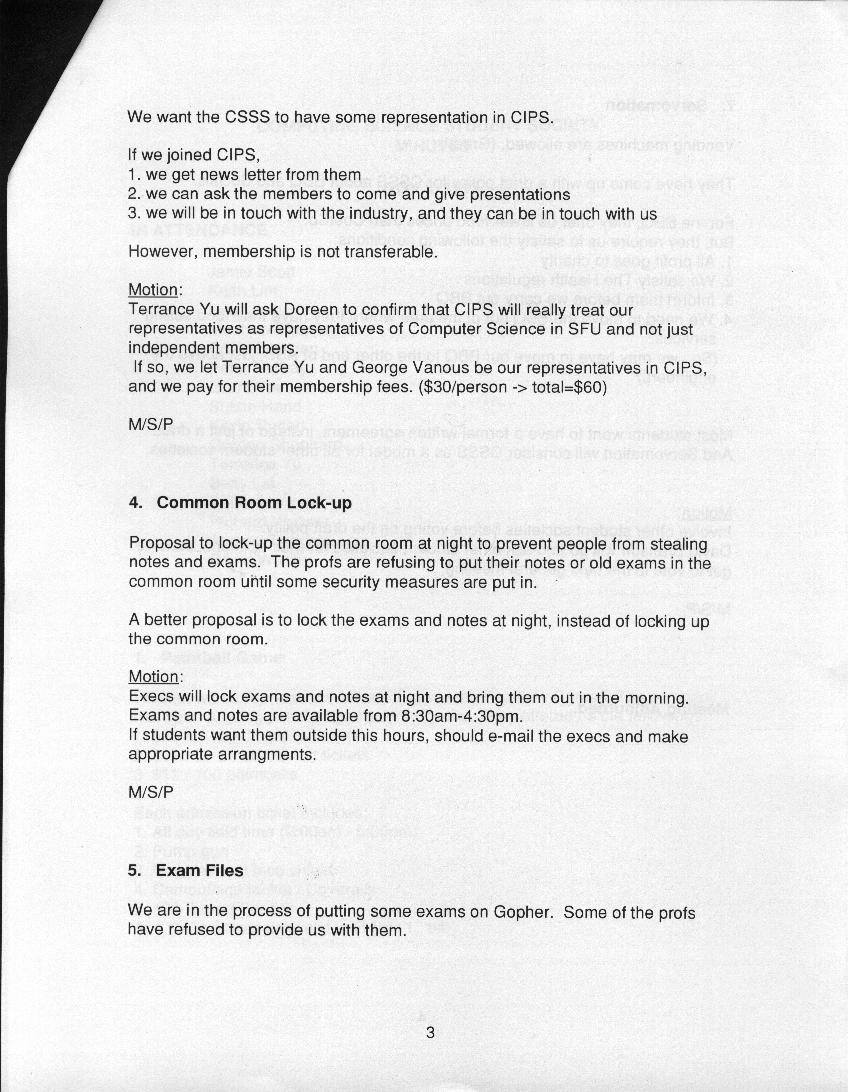 We want the CSSS to have some representation in CIPS.
If we joined CIPS,
1. we get news letter from them
2. we can ask the members to come and give presentations
3. we will be in touch with the industry, and they can be in touch with us
However, membership is not transferable.
Motion:
Terrance Yu will ask Doreen to confirm that CIPS will really treat our
representatives as representatives of Computer Science in SFU and not just
independent members.
If so, we let Terrance Yu and George Vanous be our representatives in CIPS,
and we pay for their membership fees. ($30/person -> total=$60)
M/S/P
4. Common Room Lock-up
Proposal to lock-up the common room at night to prevent people from stealing
notes and exams. The profs are refusing to put their notes or old exams in the
common room until some security measures are put in.
A better proposal is to lock the exams and notes at night, instead of locking up
the common room.
Motion:
Execs will lock exams and notes at night and bring them out in the morning.
Exams and notes are available from 8:30am-4:30pm.
If students want them outside this hours, should e-mail the execs and make
appropriate arrangments.
M/S/P
5. Exam Files
We are in the process of putting some exams on Gopher. Some of the profs
have refused to provide us with them.
3